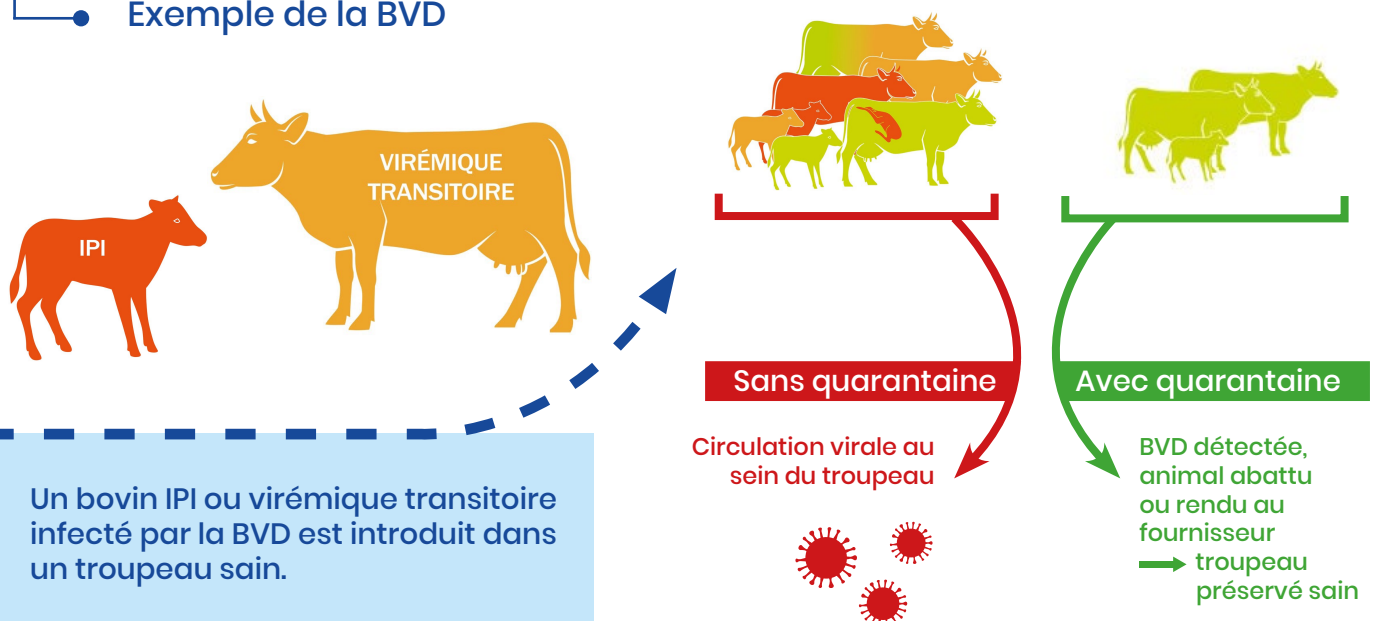 Exemple de la BVD
IPI
VIRÉMIQUE
TRANSITOIRE
Un bovin IPI ou virémique transitoire
infecté par la BVD est introduit dans
un troupeau sain.
Sans quarantaine
Circulation virale au
sein du troupeau
Avec quarantaine
BVD détectée,
animal abattu
ou rendu au
fournisseur
troupeau
préservé sain